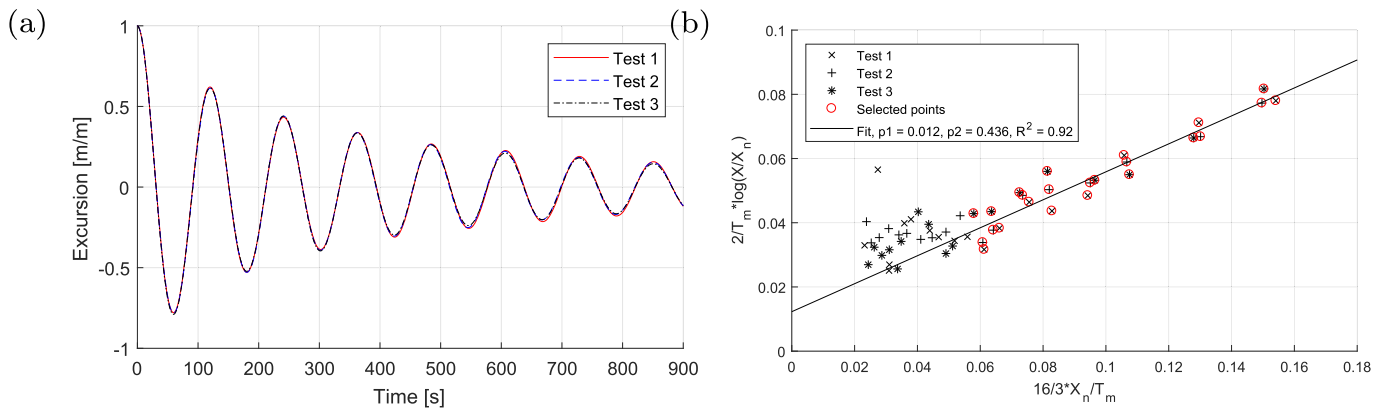 (a)
1
0.5
0
-0.5
-1
Excursion [m/m]
0 100 200 300 400 500 600 700 800 900
Time [s]
Test 1
Test 2
Test 3
(b)
0.1
0.08
0.06
0.04
0.02
0
2/T_m*log(X/X_n)
0 0.02 0.04 0.06 0.08 0.1 0.12 0.14 0.16 0.18
16/3*X_n/T_m
Test 1
Test 2
Test 3
Selected points
Fit, p1 = 0.012, p2 = 0.436, R² = 0.92